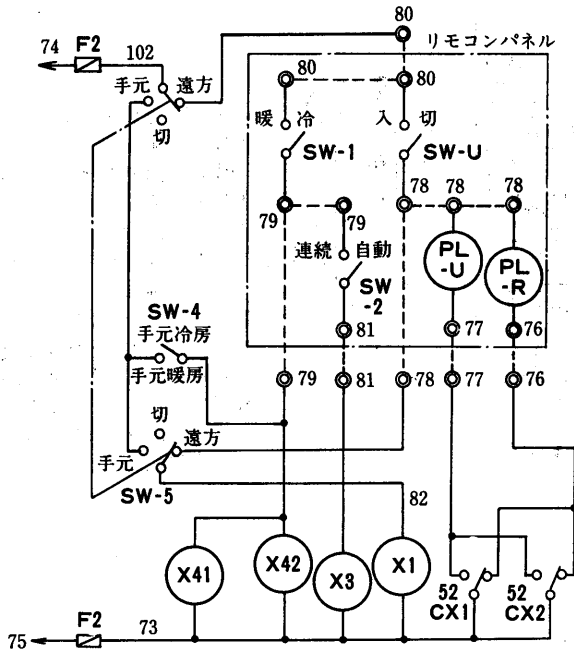 80
リモコンパネル
74
F2
102
80
80
手元
遠方
切
暖
冷
入
切
SW-1
SW-U
78
78
78
79
79
連続
自動
SW
-2
PL
-U
PL
-R
SW-4
手元冷房
手元暖房
81
77
76
79
81
78
77
76
切
遠方
手元
SW-5
82
X41
X42
X3
X1
52
CX1
52
CX2
F2
73
75